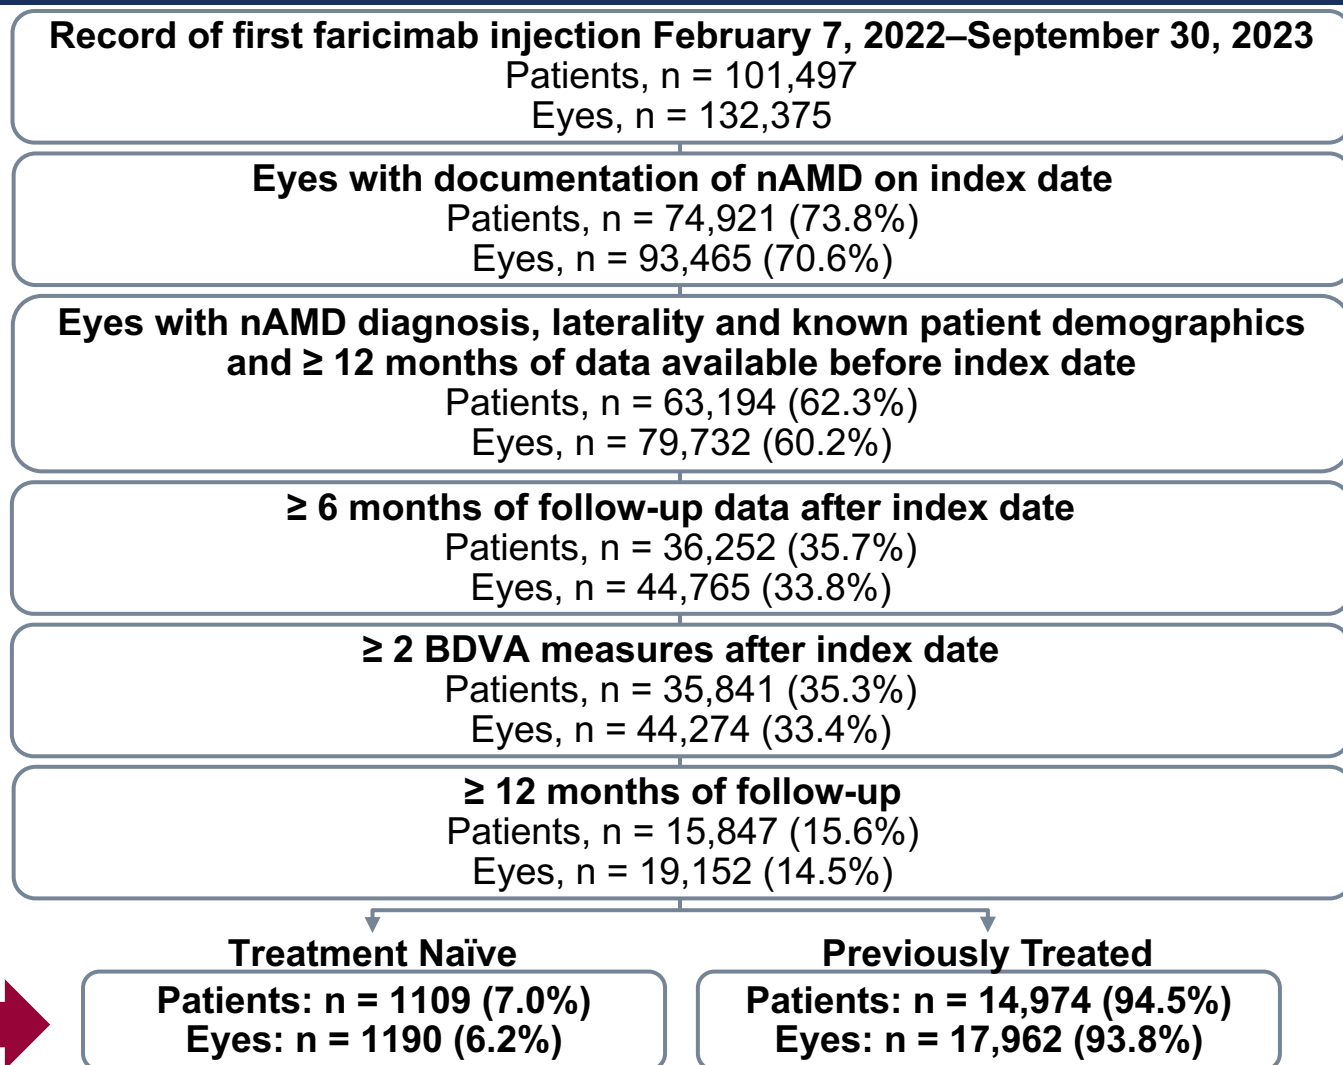 Record of first faricimab injection February 7, 2022–September 30, 2023
Patients, n = 101,497
Eyes, n = 132,375
Eyes with documentation of nAMD on index date
Patients, n = 74,921 (73.8%)
Eyes, n = 93,465 (70.6%)
Eyes with nAMD diagnosis, laterality and known patient demographics
and ≥ 12 months of data available before index date
Patients, n = 63,194 (62.3%)
Eyes, n = 79,732 (60.2%)
≥ 6 months of follow-up data after index date
Patients, n = 36,252 (35.7%)
Eyes, n = 44,765 (33.8%)
≥ 2 BDVA measures after index date
Patients, n = 35,841 (35.3%)
Eyes, n = 44,274 (33.4%)
≥ 12 months of follow-up
Patients, n = 15,847 (15.6%)
Eyes, n = 19,152 (14.5%)
Treatment Naïve
Patients: n = 1109 (7.0%)
Eyes: n = 1190 (6.2%)
Previously Treated
Patients: n = 14,974 (94.5%)
Eyes: n = 17,962 (93.8%)